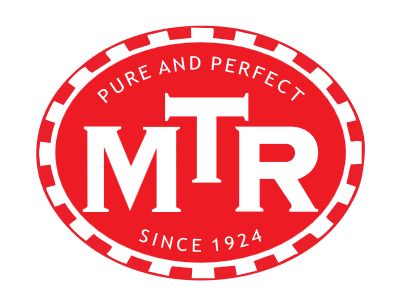 PURE AND PERFECT
MTR
SINCE 1924